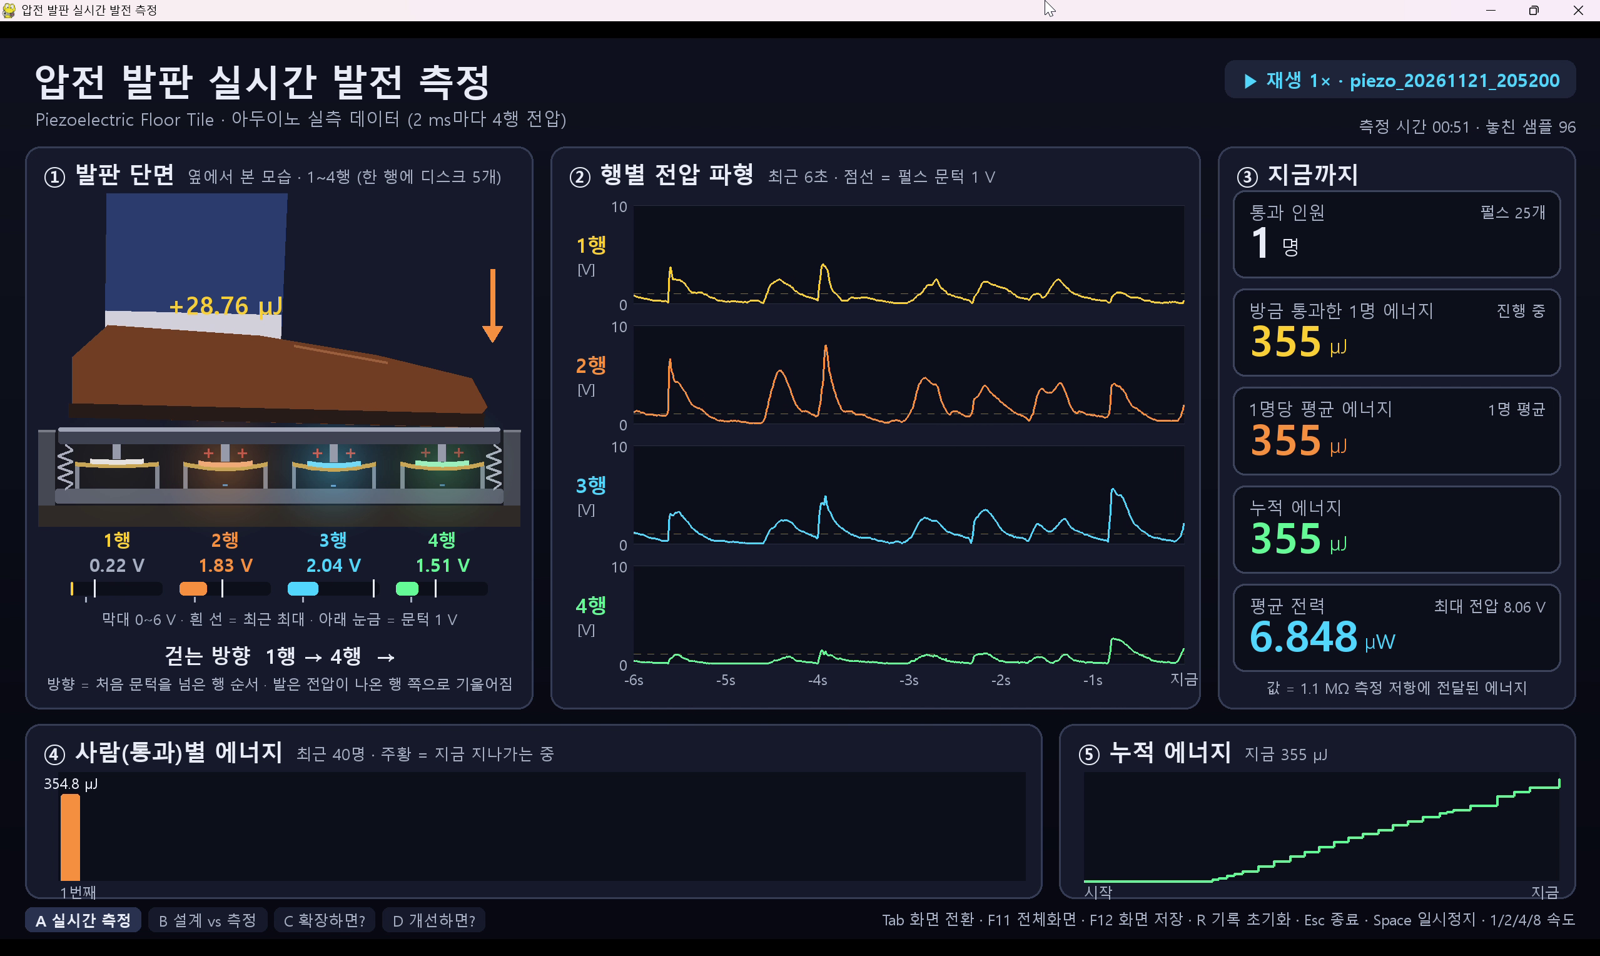 압전 발판 실시간 발전 측정
압전 발판 실시간 발전 측정
Piezoelectric Floor Tile · 아두이노 실측 데이터 (2 ms마다 4행 전압)
▶ 재생 1× · piezo_20261121_205200
측정 시간 00:51 · 놓친 샘플 96
① 발판 단면 옆에서 본 모습 · 1~4행 (한 행에 디스크 5개)
+28.76 μJ
+ + + + + +
- - -
1행 2행 3행 4행
0.22 V 1.83 V 2.04 V 1.51 V
막대 0~6 V · 흰 선 = 최근 최대 · 아래 눈금 = 문턱 1 V
걷는 방향 1행 → 4행 →
방향 = 처음 문턱을 넘은 행 순서 · 발은 전압이 나온 행 쪽으로 기울어짐
② 행별 전압 파형 최근 6초 · 점선 = 펄스 문턱 1 V
10
1행
[V]
0
10
2행
[V]
0
10
3행
[V]
0
10
4행
[V]
0
-6s -5s -4s -3s -2s -1s 지금
③ 지금까지
통과 인원 펄스 25개
1 명
방금 통과한 1명 에너지 진행 중
355 μJ
1명당 평균 에너지 1명 평균
355 μJ
누적 에너지
355 μJ
평균 전력 최대 전압 8.06 V
6.848 μW
값 = 1.1 MΩ 측정 저항에 전달된 에너지
④ 사람(통과)별 에너지 최근 40명 · 주황 = 지금 지나가는 중
354.8 μJ
1번째
⑤ 누적 에너지 지금 355 μJ
시작 지금
A 실시간 측정 B 설계 vs 측정 C 확장하면? D 개선하면?
Tab 화면 전환 · F11 전체화면 · F12 화면 저장 · R 기록 초기화 · Esc 종료 · Space 일시정지 · 1/2/4/8 속도